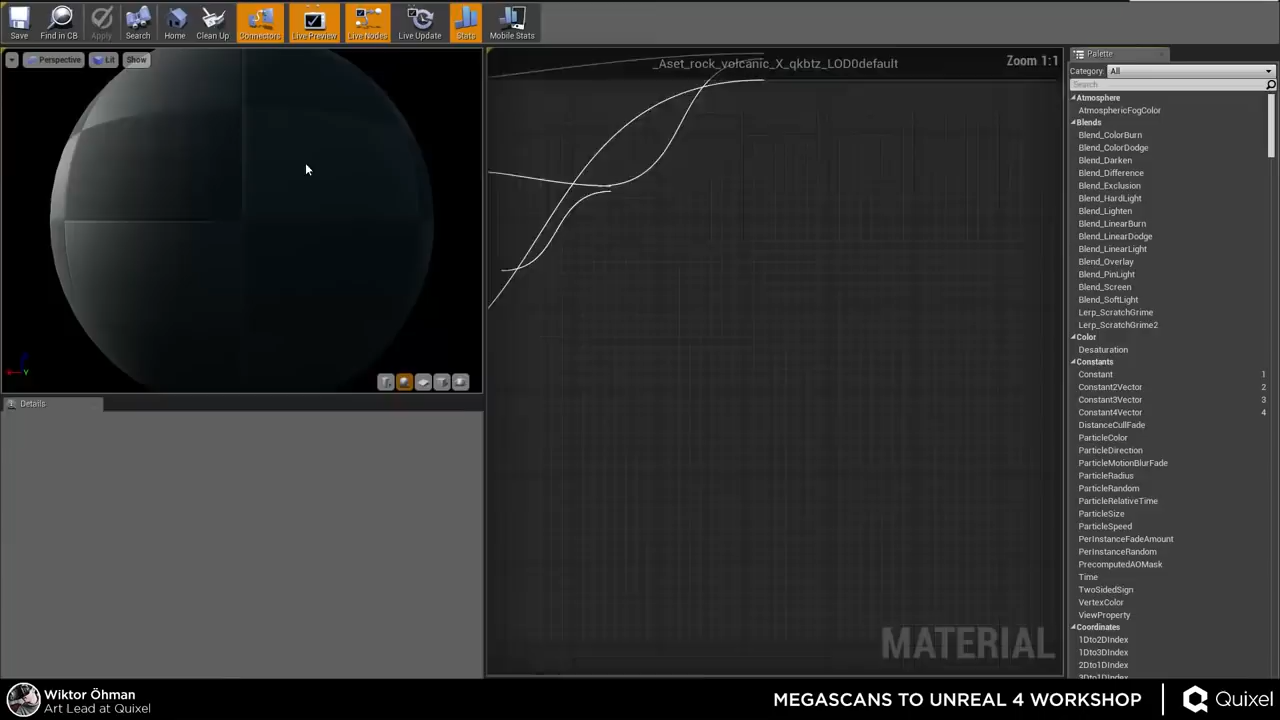 Save
Find in CB
Apply
Search
Home
Clean Up
Connectors
Live Preview
Live Nodes
Live Update
Stats
Mobile Stats
Perspective
Lit
Show
Y
_Aset_rock_volcanic_X_qkbtz_LOD0default
Zoom 1:1
MATERIAL
Details
Palette
Category: All
Search
Atmosphere
AtmosphericFogColor
Blends
Blend_ColorBurn
Blend_ColorDodge
Blend_Darken
Blend_Difference
Blend_Exclusion
Blend_HardLight
Blend_Lighten
Blend_LinearBurn
Blend_LinearDodge
Blend_LinearLight
Blend_Overlay
Blend_PinLight
Blend_Screen
Blend_SoftLight
Lerp_ScratchGrime
Lerp_ScratchGrime2
Color
Desaturation
Constants
Constant 1
Constant2Vector 2
Constant3Vector 3
Constant4Vector 4
DistanceCullFade
ParticleColor
ParticleDirection
ParticleMotionBlurFade
ParticleRadius
ParticleRandom
ParticleRelativeTime
ParticleSize
ParticleSpeed
PerInstanceFadeAmount
PerInstanceRandom
PrecomputedAOMask
Time
TwoSidedSign
VertexColor
ViewProperty
Coordinates
1Dto2DIndex
1Dto3DIndex
2Dto1DIndex
3Dto1DIndex
Wiktor Öhman
Art Lead at Quixel
MEGASCANS TO UNREAL 4 WORKSHOP
Quixel